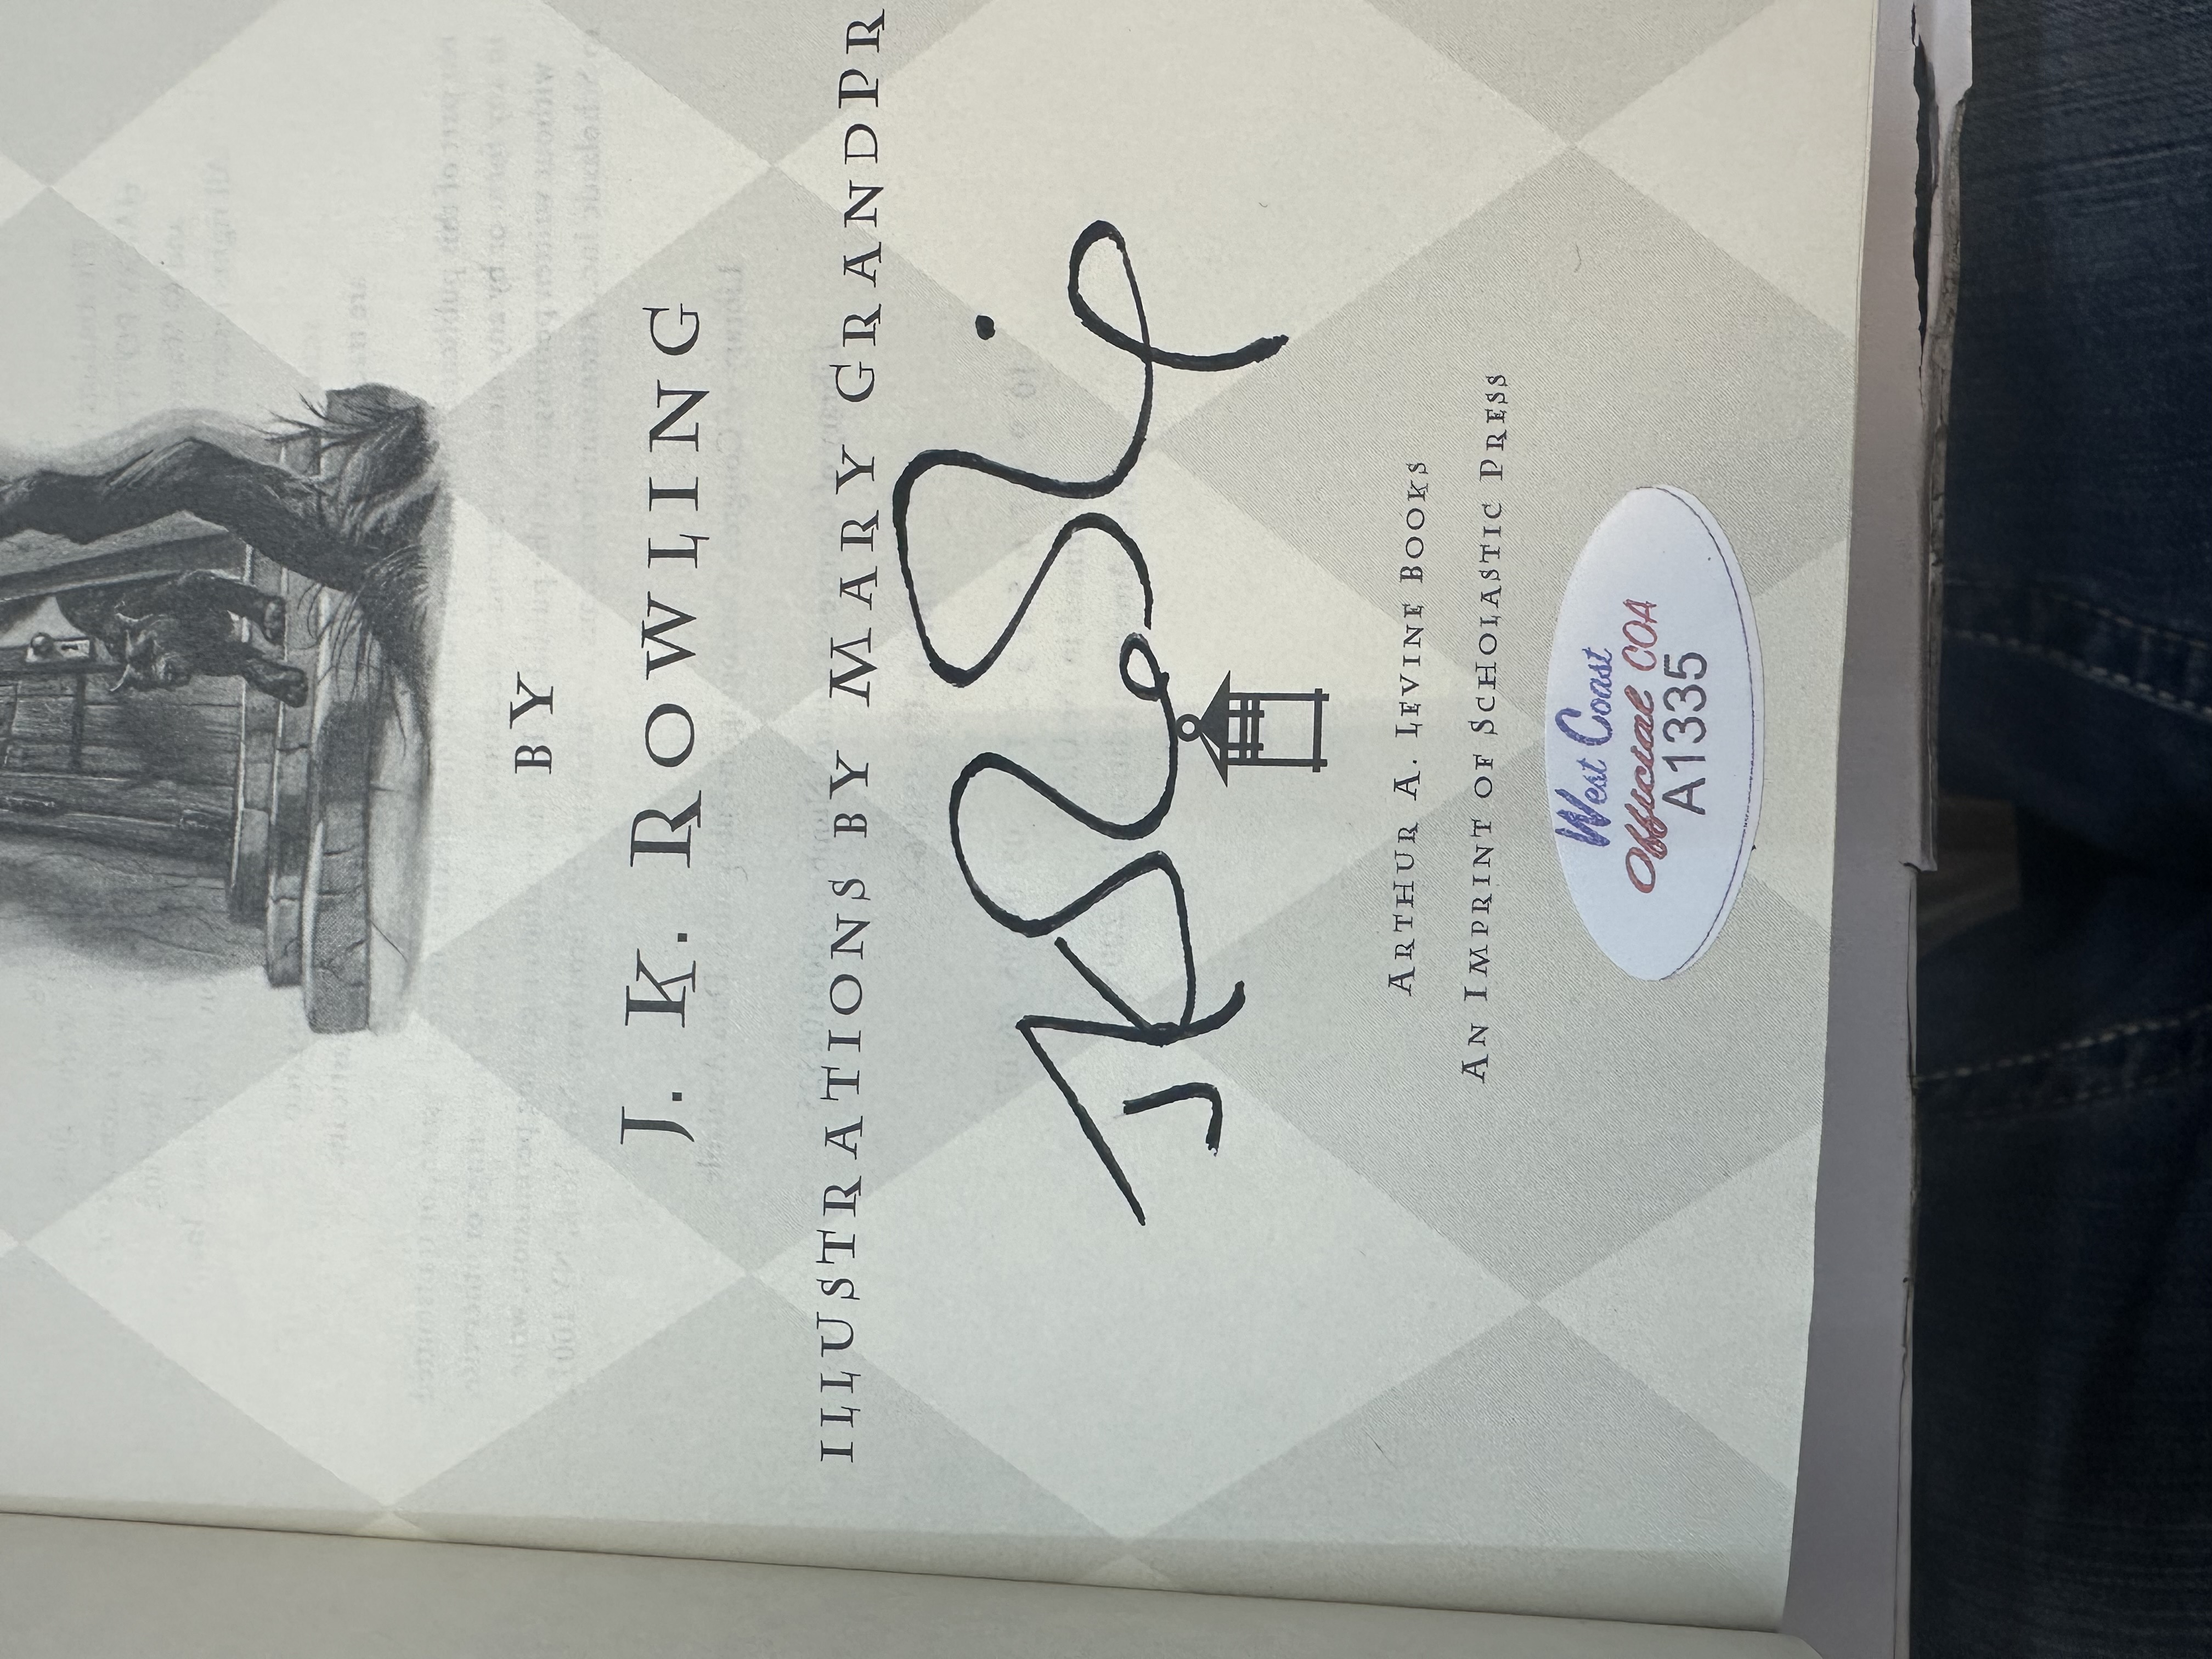 BY
J. K. ROWLING
ILLUSTRATIONS BY MARY GRANDPR
ARTHUR A. LEVINE BOOKS
AN IMPRINT OF SCHOLASTIC PRESS
West Coast
Official COA
A1335